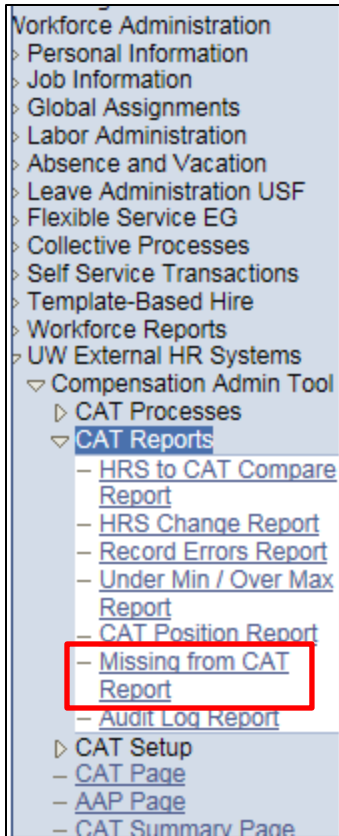 Workforce Administration
Personal Information
Job Information
Global Assignments
Labor Administration
Absence and Vacation
Leave Administration USF
Flexible Service EG
Collective Processes
Self Service Transactions
Template-Based Hire
Workforce Reports
UW External HR Systems
Compensation Admin Tool
CAT Processes
CAT Reports
– HRS to CAT Compare
Report
– HRS Change Report
– Record Errors Report
– Under Min / Over Max
Report
– CAT Position Report
– Missing from CAT
Report
– Audit Log Report
CAT Setup
– CAT Page
– AAP Page
– CAT Summary Page